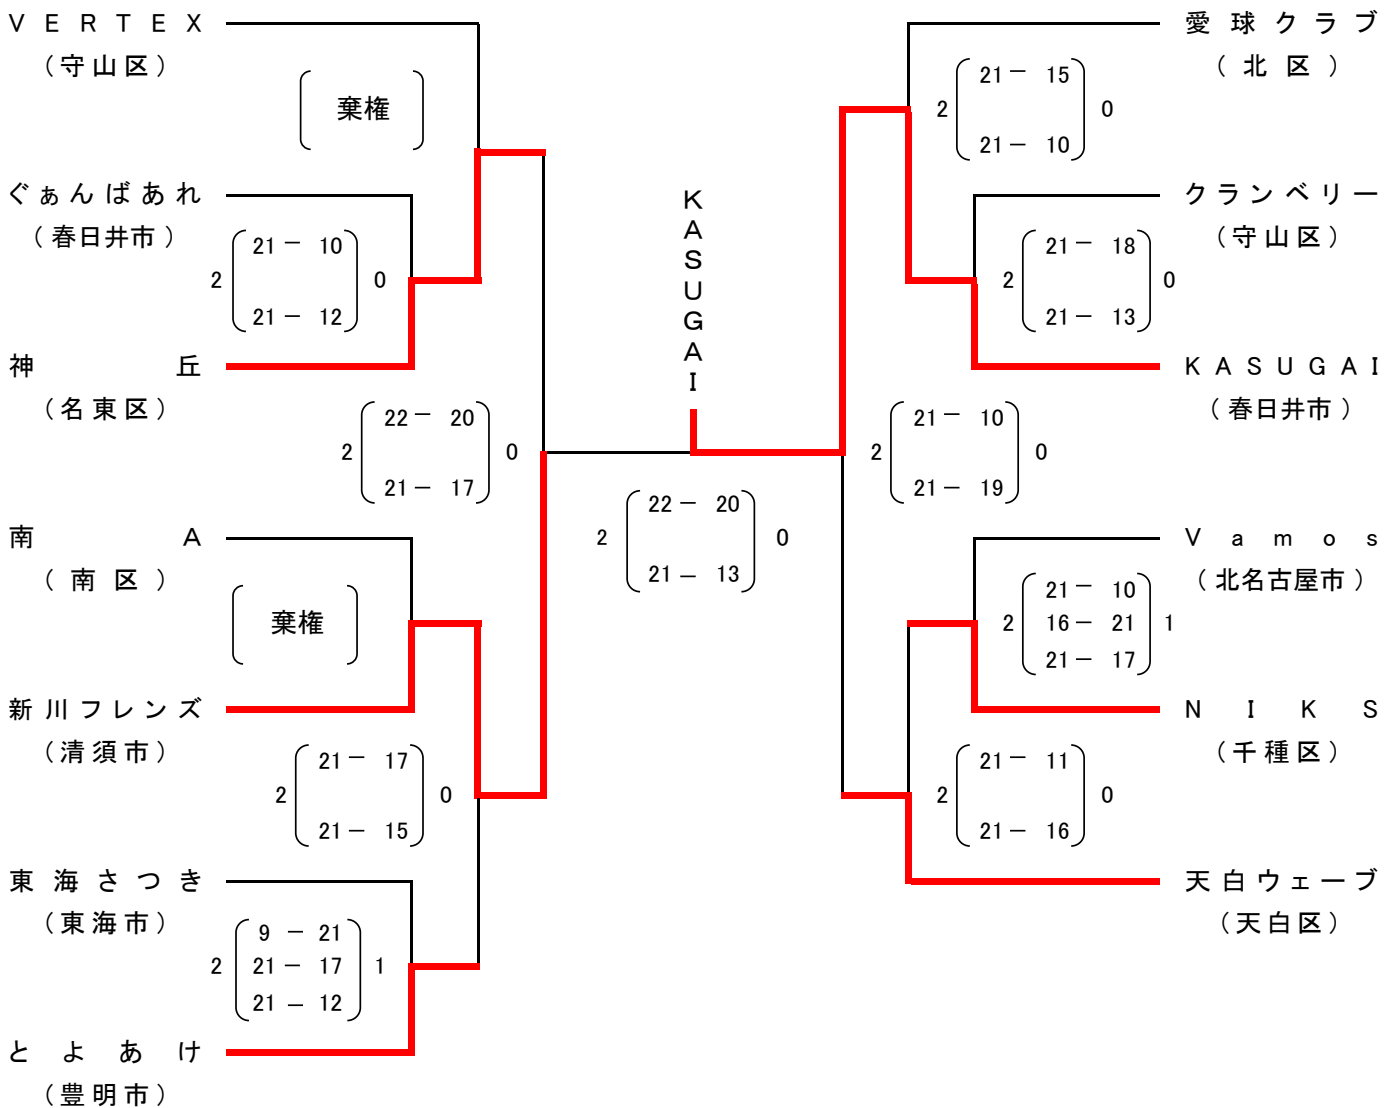 VERTEX
（守山区）
棄権
ぐぁんばあれ
（春日井市）
21－10
2 0
21－12
神丘
（名東区）
22－20
2 0
21－17
南A
（南区）
棄権
新川フレンズ
（清須市）
21－17
2 0
21－15
東海さつき
（東海市）
9－21
2 21－17 1
21－12
とよあけ
（豊明市）
KASUGAI
22－20
2 0
21－13
愛球クラブ
（北区）
21－15
2 0
21－10
クランベリー
（守山区）
21－18
2 0
21－13
KASUGAI
（春日井市）
21－10
2 0
21－19
Vamos
（北名古屋市）
21－10
2 16－21 1
21－17
NIKS
（千種区）
21－11
2 0
21－16
天白ウェーブ
（天白区）